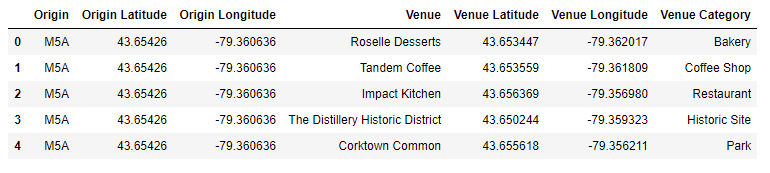 Origin Origin Latitude Origin Longitude Venue Venue Latitude Venue Longitude Venue Category
0 M5A 43.65426 -79.360636 Roselle Desserts 43.653447 -79.362017 Bakery
1 M5A 43.65426 -79.360636 Tandem Coffee 43.653559 -79.361809 Coffee Shop
2 M5A 43.65426 -79.360636 Impact Kitchen 43.656369 -79.356980 Restaurant
3 M5A 43.65426 -79.360636 The Distillery Historic District 43.650244 -79.359323 Historic Site
4 M5A 43.65426 -79.360636 Corktown Common 43.655618 -79.356211 Park